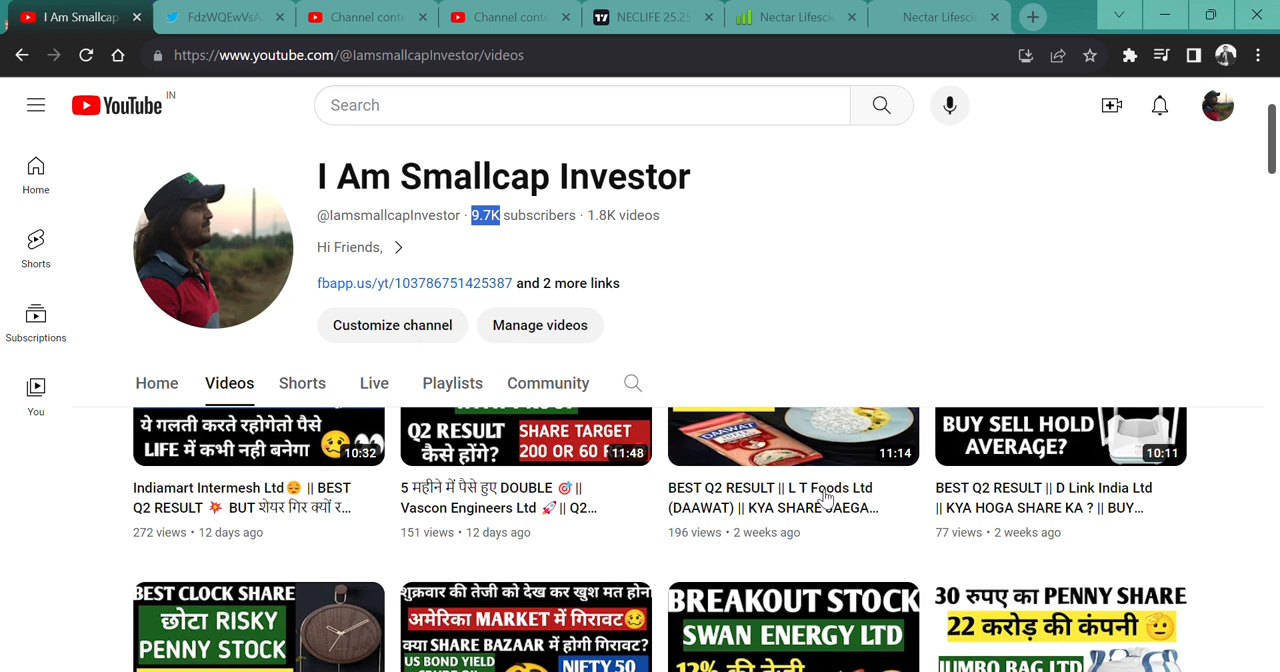 I Am Smallcap
FdzWQEwVsA
Channel cont
Channel cont
NECLIFE 25.25
Nectar Lifesci
Nectar Lifesci
https://www.youtube.com/@IamsmallcapInvestor/videos
YouTube IN
Search
Home
Shorts
Subscriptions
You
I Am Smallcap Investor
@IamsmallcapInvestor · 9.7K subscribers · 1.8K videos
Hi Friends,
fbapp.us/yt/103786751425387 and 2 more links
Customize channel
Manage videos
Home Videos Shorts Live Playlists Community
ये गलती करते रहोगेतो पैसे
LIFE में कभी नही बनेगा
10:32
Q2 RESULT
कैसे होंगे?
SHARE TARGET
200 OR 60
11:48
DAAWAT
11:14
BUY SELL HOLD
AVERAGE?
10:11
Indiamart Intermesh Ltd😔 || BEST
Q2 RESULT 💥 BUT शेयर गिर क्यों र...
272 views • 12 days ago
5 महीने में पैसे हुए DOUBLE 🎯 ||
Vascon Engineers Ltd 🚀 || Q2...
151 views • 12 days ago
BEST Q2 RESULT || L T Foods Ltd
(DAAWAT) || KYA SHARE JAEGA...
196 views • 2 weeks ago
BEST Q2 RESULT || D Link India Ltd
|| KYA HOGA SHARE KA ? || BUY...
77 views • 2 weeks ago
BEST CLOCK SHARE
छोटा RISKY
PENNY STOCK
शुक्रवार की तेजी को देख कर खुश मत होन
अमेरिका MARKET में गिरावट🥴
क्या SHARE BAZAAR में होगी गिरावट?
US BOND YIELD
NIFTY 50
BREAKOUT STOCK
SWAN ENERGY LTD
12% की तेजी
30 रुपए का PENNY SHARE
22 करोड़ की कंपनी 🫡
JUMBO BAG LTD